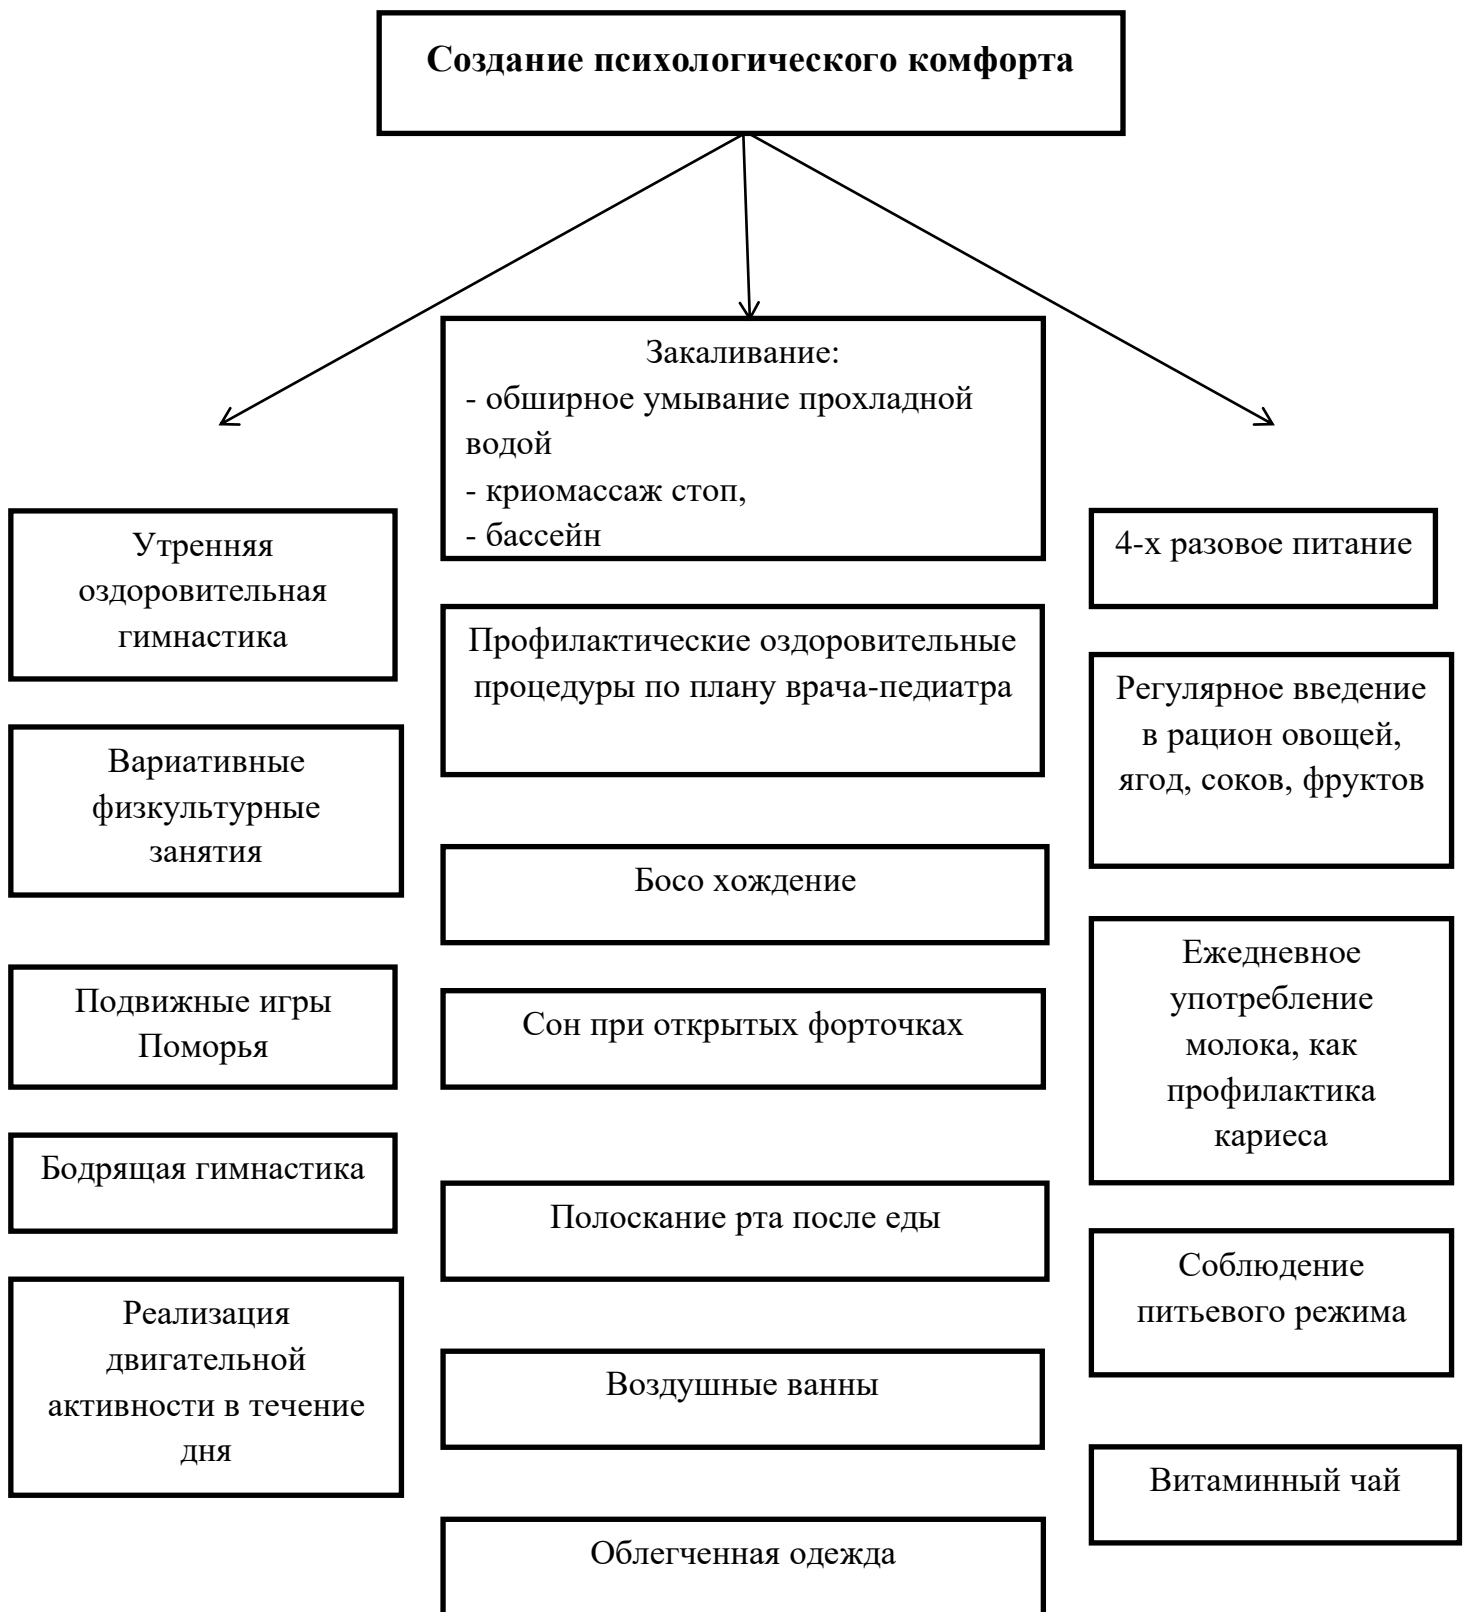 Создание психологического комфорта
Утренняя
оздоровительная
гимнастика
Вариативные
физкультурные
занятия
Подвижные игры
Поморья
Бодрящая гимнастика
Реализация
двигательной
активности в течение
дня
Закаливание:
- обширное умывание прохладной
водой
- криомассаж стоп,
- бассейн
Профилактические оздоровительные
процедуры по плану врача-педиатра
Босо хождение
Сон при открытых форточках
Полоскание рта после еды
Воздушные ванны
Облегченная одежда
4-х разовое питание
Регулярное введение
в рацион овощей,
ягод, соков, фруктов
Ежедневное
употребление
молока, как
профилактика
кариеса
Соблюдение
питьевого режима
Витаминный чай